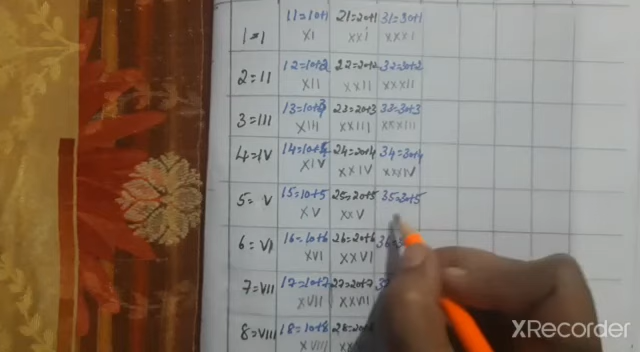 1=I 11=10+1 21=20+1 31=30+1
XI XXI XXXI
2=II 12=10+2 22=20+2 32=30+2
XII XXII XXXII
3=III 13=10+3 23=20+3 33=30+3
XIII XXIII XXXIII
4=IV 14=10+4 24=20+4 34=30+4
XIV XXIV XXXIV
5=V 15=10+5 25=20+5 35=30+5
XV XXV
6=VI 16=10+6 26=20+6
XVI XXVI
7=VII 17=10+7 27=20+7
XVII XXVII
8=VIII 18=10+8
XVIII
XRecorder